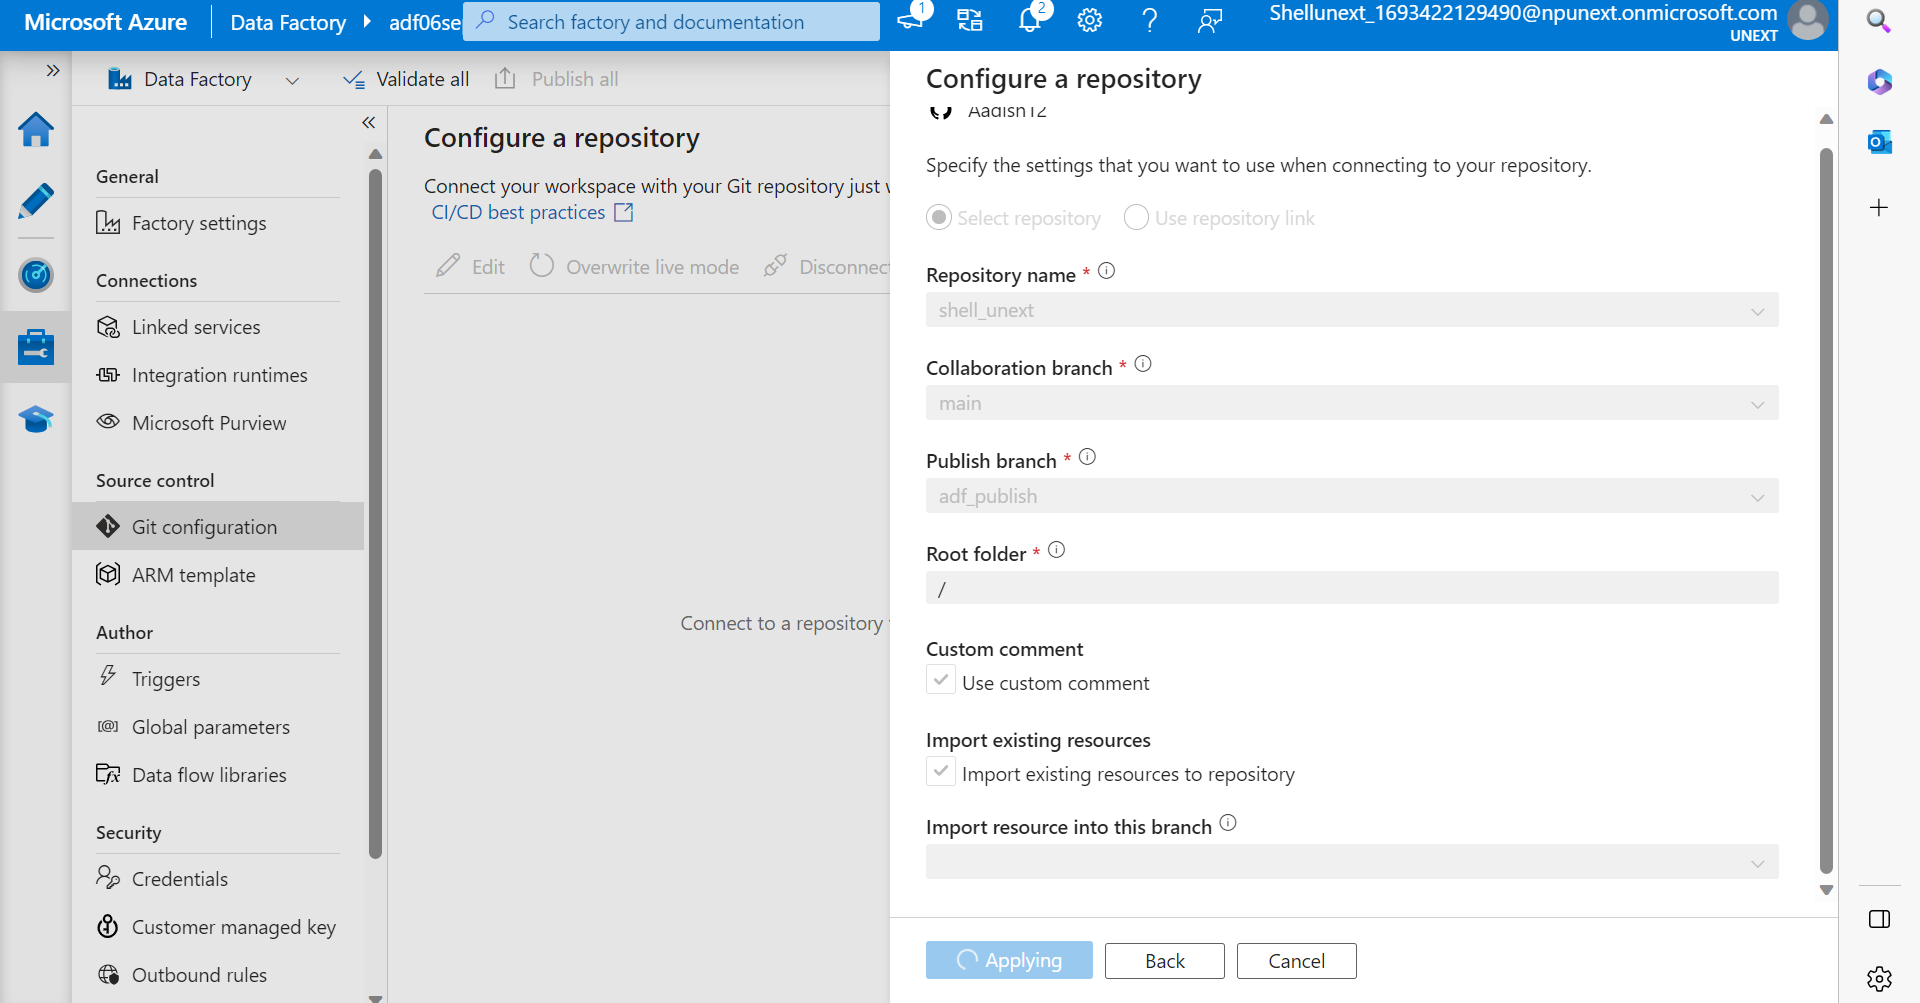 Microsoft Azure
Data Factory
adf06se
Search factory and documentation
1
2
Shellunext_1693422129490@npunext.onmicrosoft.com
UNEXT
Data Factory
Validate all
Publish all
General
Factory settings
Connections
Linked services
Integration runtimes
Microsoft Purview
Source control
Git configuration
ARM template
Author
Triggers
Global parameters
Data flow libraries
Security
Credentials
Customer managed key
Outbound rules
Configure a repository
Connect your workspace with your Git repository just
CI/CD best practices
Edit
Overwrite live mode
Disconnect
Connect to a repository
Configure a repository
Aadish12
Specify the settings that you want to use when connecting to your repository.
Select repository
Use repository link
Repository name *
shell_unext
Collaboration branch *
main
Publish branch *
adf_publish
Root folder *
/
Custom comment
Use custom comment
Import existing resources
Import existing resources to repository
Import resource into this branch
Applying
Back
Cancel